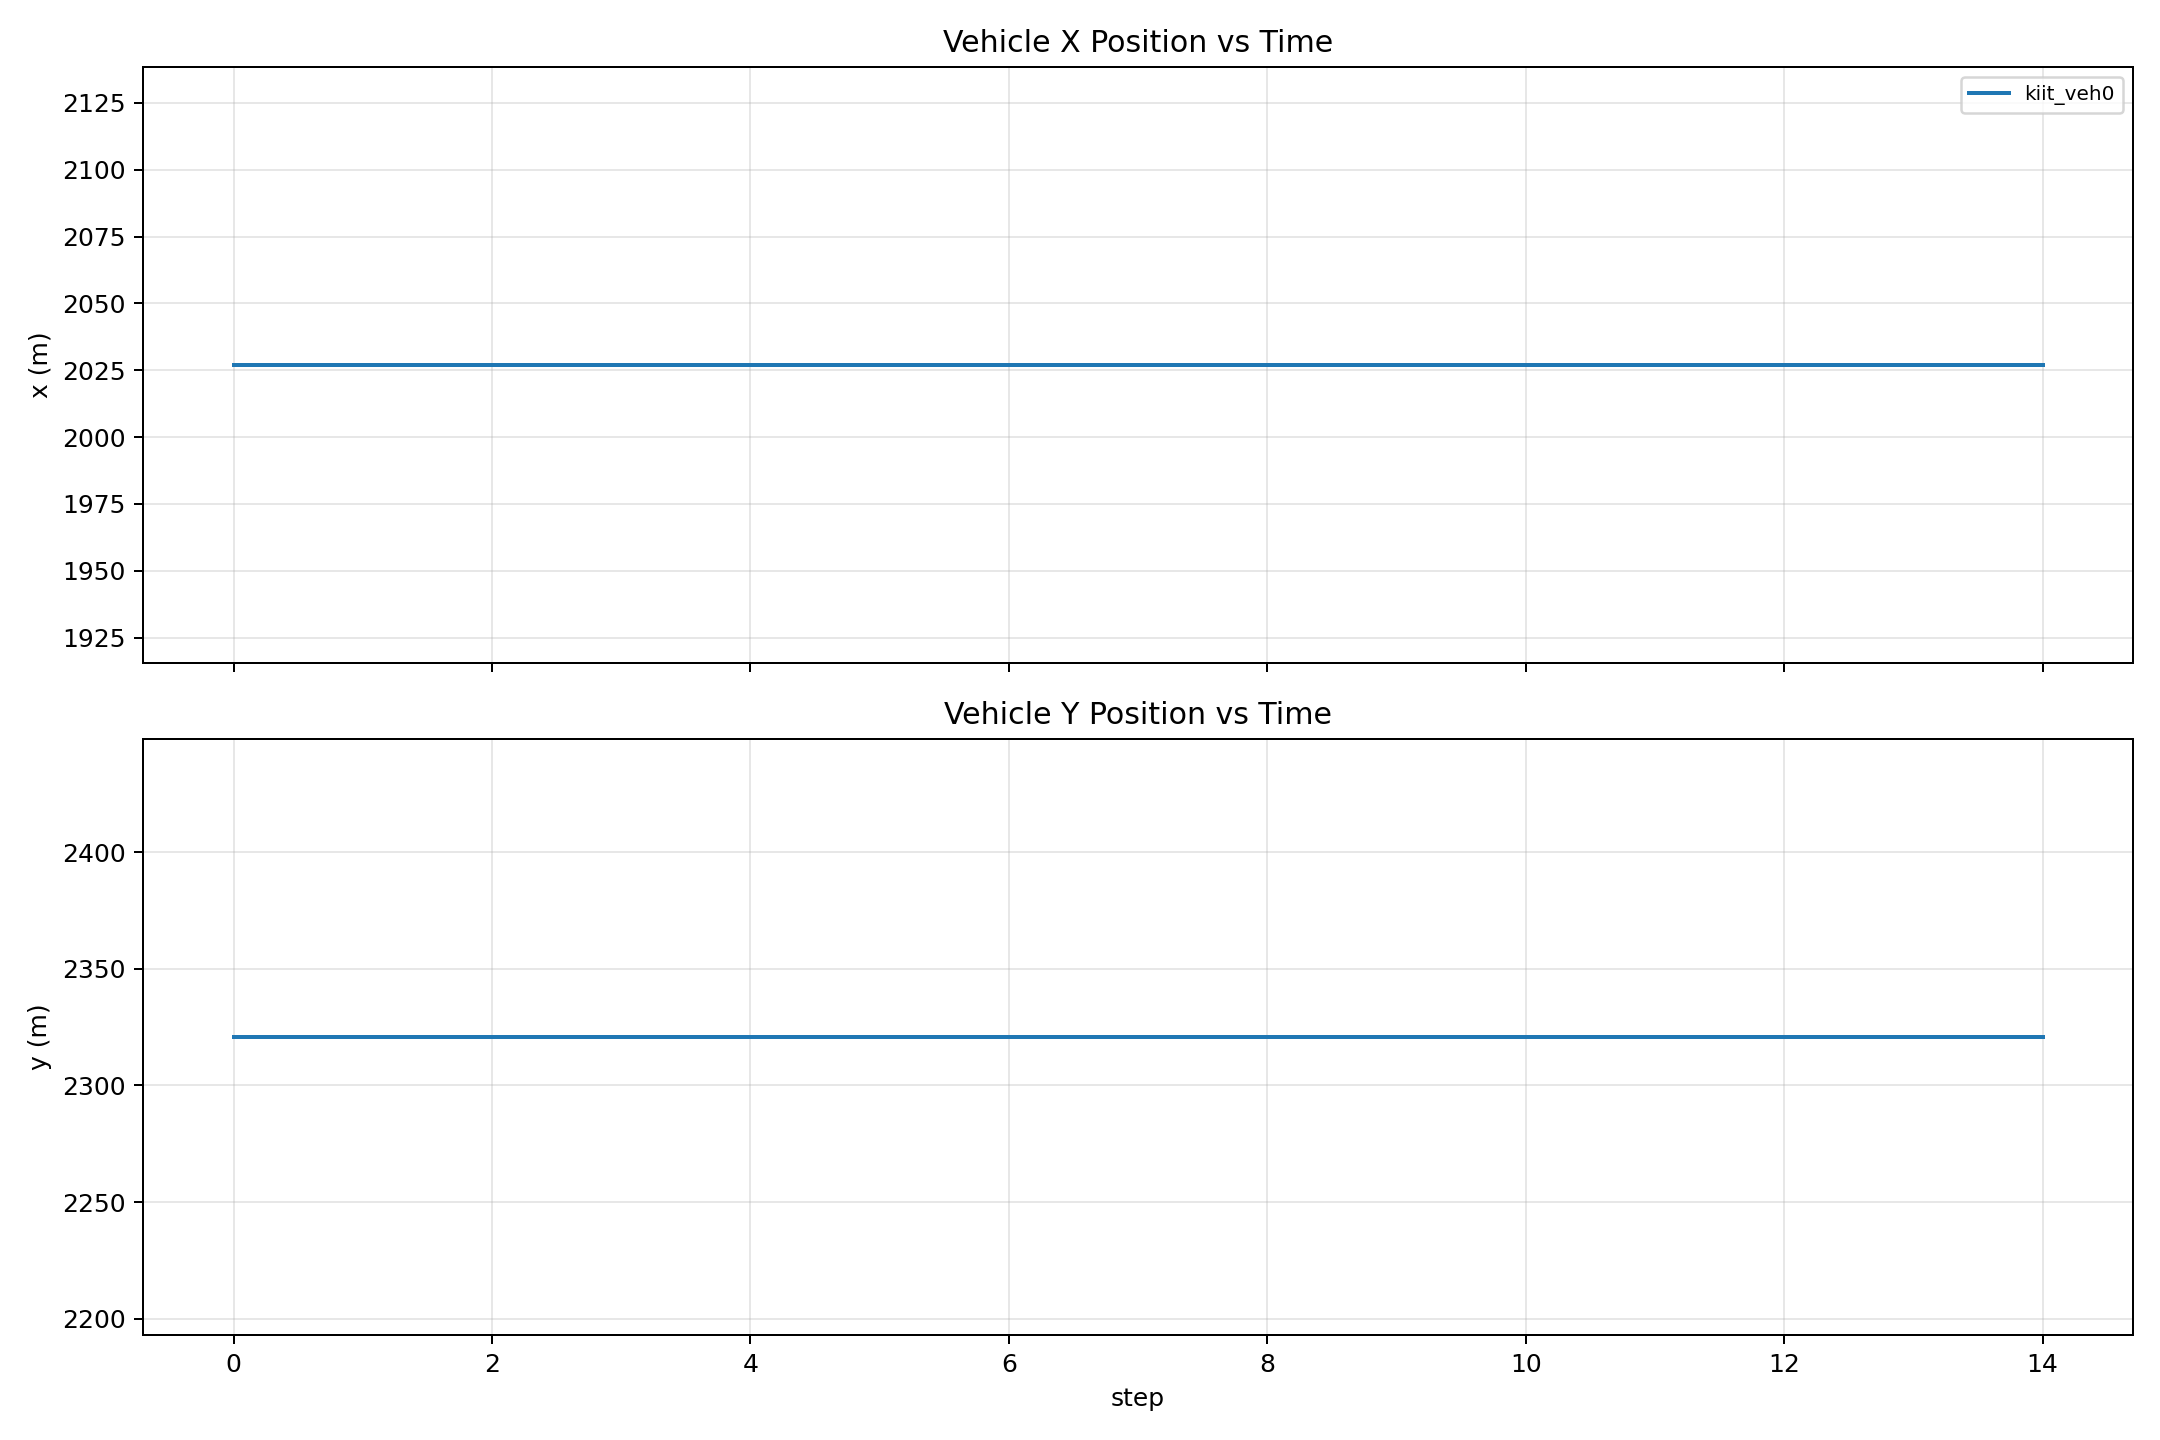 Vehicle X Position vs Time
kiit_veh0
2125
2100
2075
2050
2025
2000
1975
1950
1925
x (m)
Vehicle Y Position vs Time
2400
2350
2300
2250
2200
y (m)
0 2 4 6 8 10 12 14
step